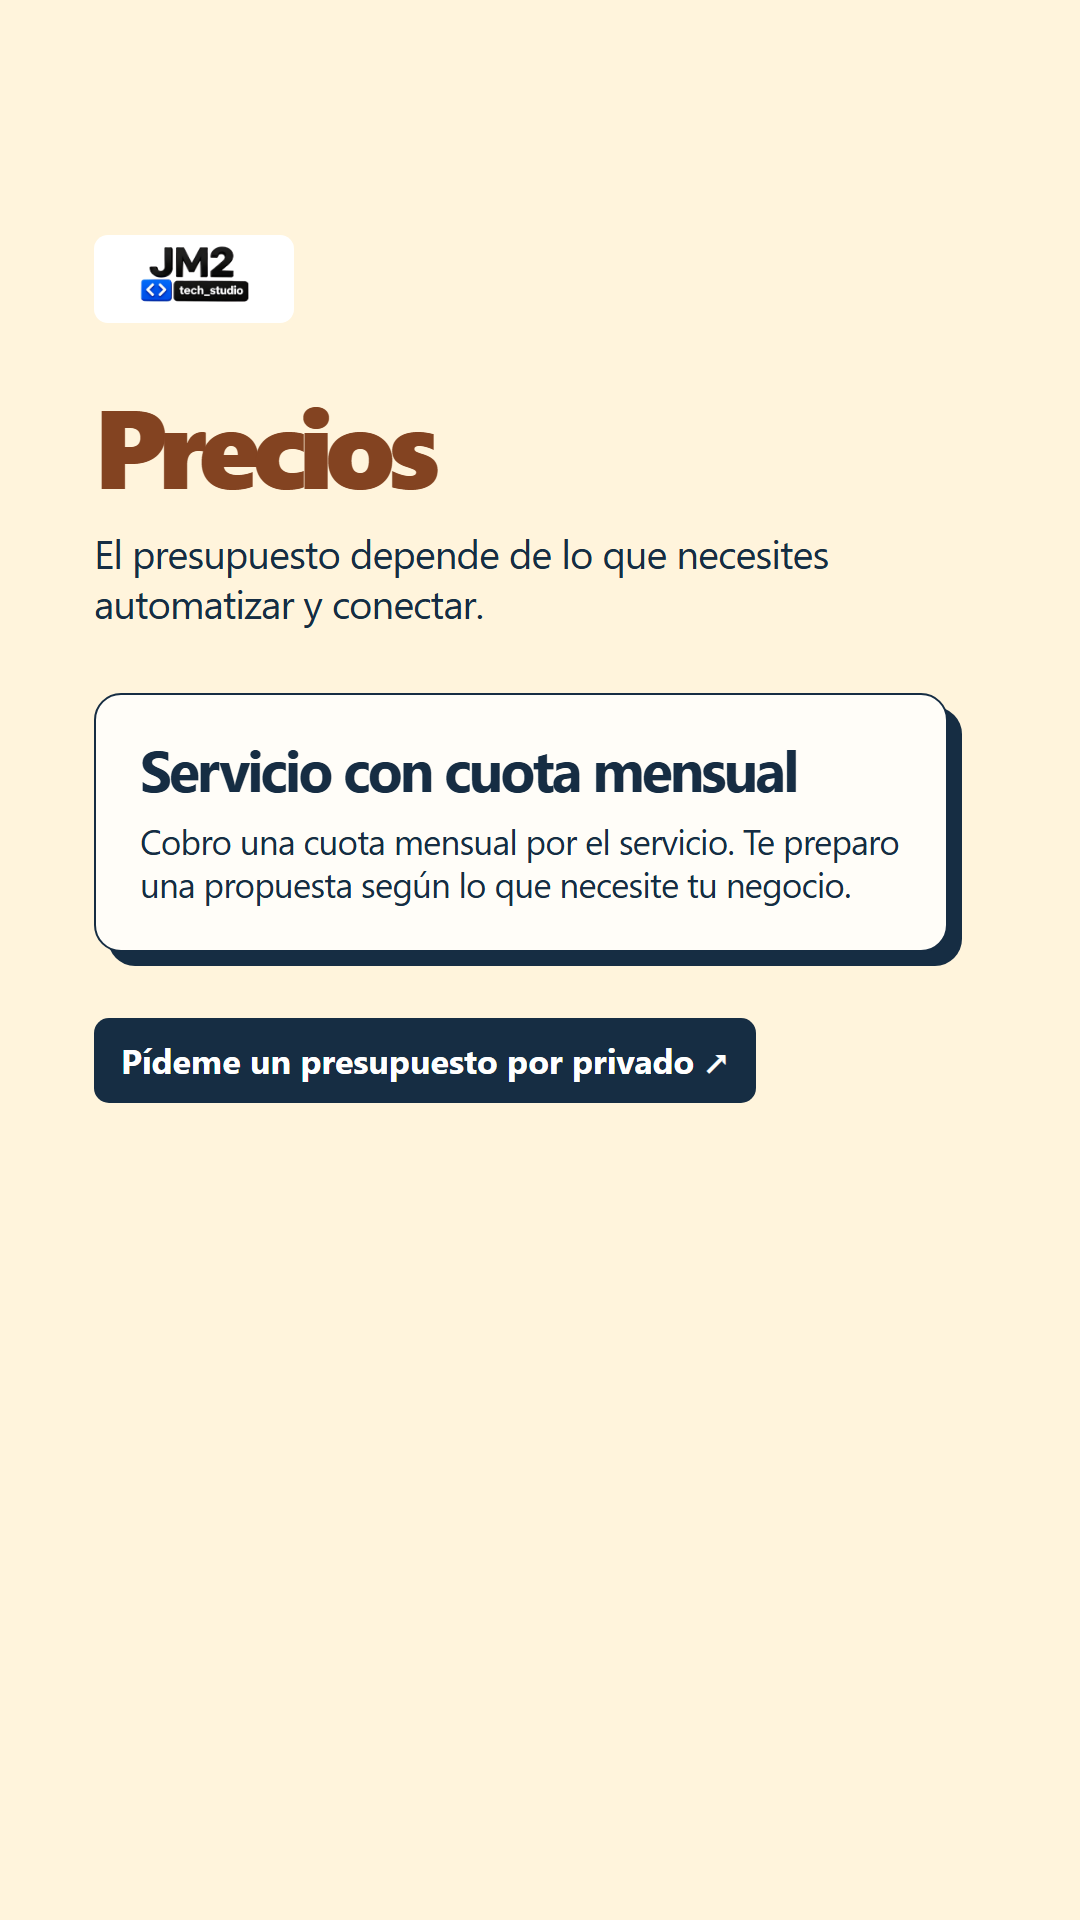 JM2
<> tech_studio
Precios
El presupuesto depende de lo que necesites
automatizar y conectar.
Servicio con cuota mensual
Cobro una cuota mensual por el servicio. Te preparo
una propuesta según lo que necesite tu negocio.
Pídeme un presupuesto por privado ↗